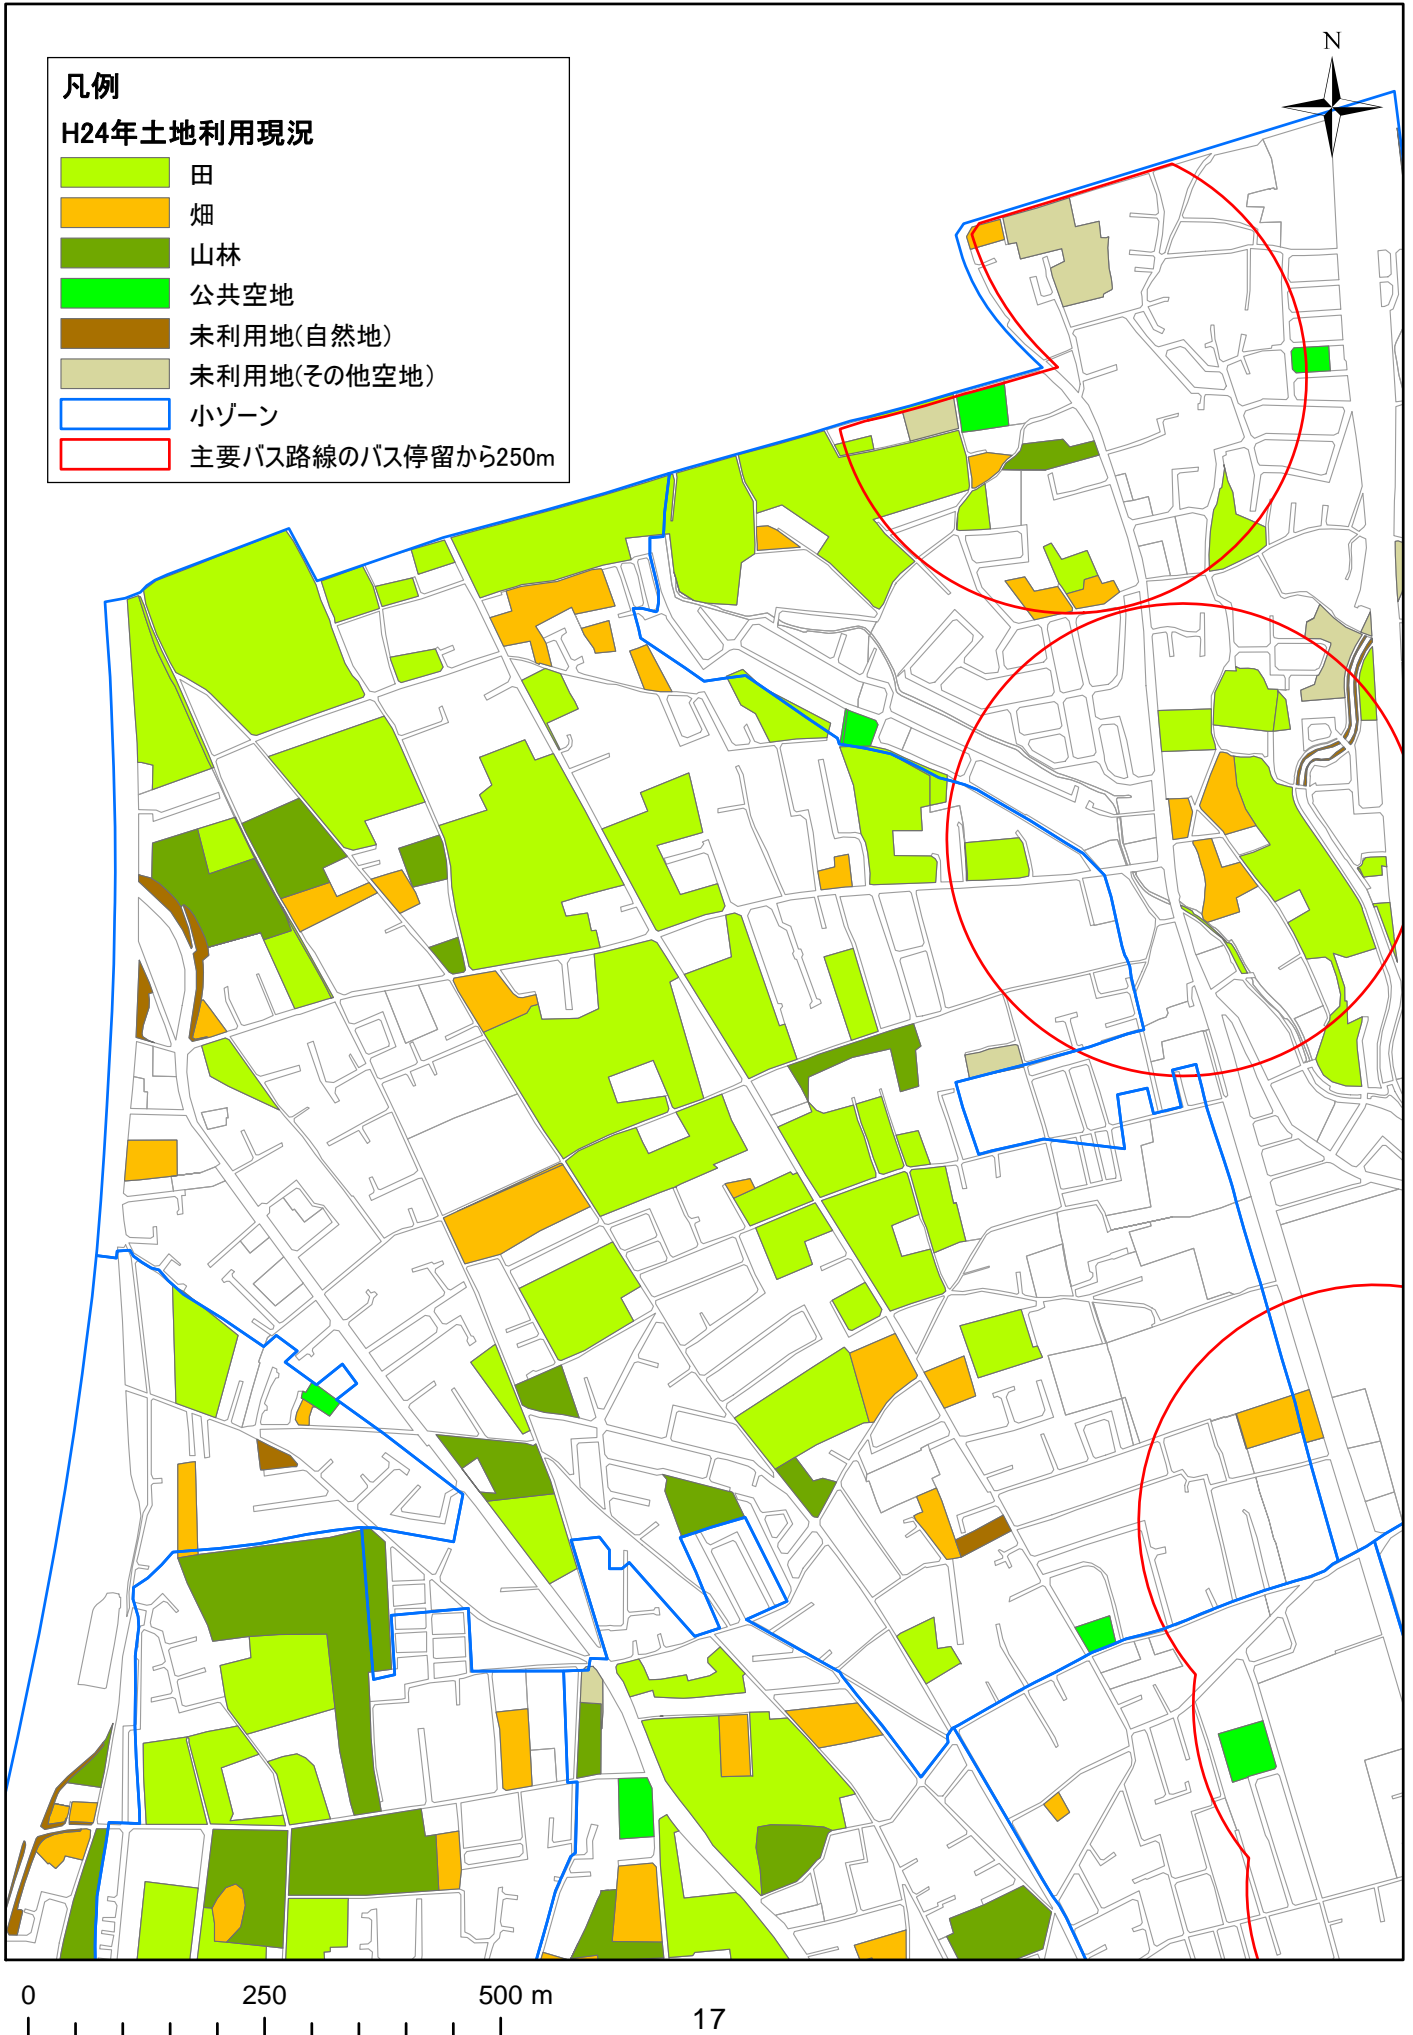 N
凡例
H24年土地利用現況
田
畑
山林
公共空地
未利用地(自然地)
未利用地(その他空地)
小ゾーン
主要バス路線のバス停留から250m
0 250 500 m
17